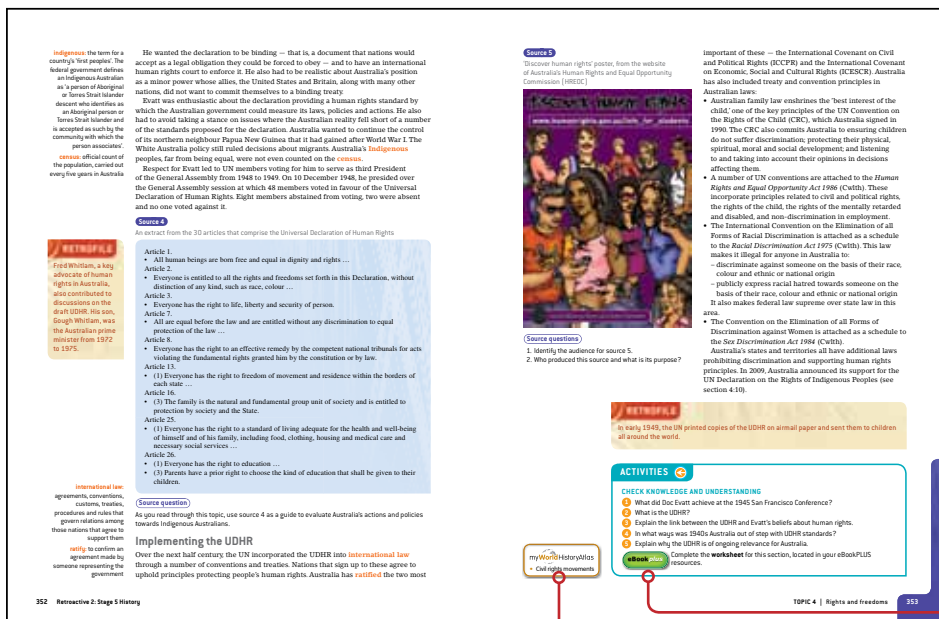 indigenous: the term for a
country's 'first peoples'. The
federal government defines
an Indigenous Australian
as 'a person of Aboriginal
or Torres Strait Islander
descent who identifies as
an Aboriginal person or
Torres Strait Islander and
is accepted as such by the
community with which the
person associates'.
census: official count of
the population, carried out
every five years in Australia
He wanted the declaration to be binding — that is, a document that nations would
accept as a legal obligation they could be forced to obey — and to have an international
human rights court to enforce it. He also had to be realistic about Australia's position
as a minor power whose allies, the United States and Britain, along with many other
nations, did not want to commit themselves to a binding treaty.
Evatt was enthusiastic about the declaration providing a human rights standard by
which the Australian government could measure its laws, policies and actions. He also
had to avoid taking a stance on issues where the Australian reality fell short of a number
of the standards proposed for the declaration. Australia wanted to continue the control
of its northern neighbour Papua New Guinea that it had gained after World War I. The
White Australia policy still ruled decisions about migrants. Australia's Indigenous
peoples, far from being equal, were not even counted on the census.
Respect for Evatt led to UN members voting for him to serve as third President
of the General Assembly from 1948 to 1949. On 10 December 1948, he presided over
the General Assembly session at which 48 members voted in favour of the Universal
Declaration of Human Rights. Eight members abstained from voting, two were absent
and no one voted against it.
Source 4
An extract from the 30 articles that comprise the Universal Declaration of Human Rights
RETROFILE
Fred Whitlam, a key
advocate of human
rights in Australia,
also contributed to
discussions on the
draft UDHR. His son,
Gough Whitlam, was
the Australian prime
minister from 1972
to 1975.
Article 1.
• All human beings are born free and equal in dignity and rights …
Article 2.
• Everyone is entitled to all the rights and freedoms set forth in this Declaration, without
distinction of any kind, such as race, colour …
Article 3.
• Everyone has the right to life, liberty and security of person.
Article 7.
• All are equal before the law and are entitled without any discrimination to equal
protection of the law …
Article 8.
• Everyone has the right to an effective remedy by the competent national tribunals for acts
violating the fundamental rights granted him by the constitution or by law.
Article 13.
• (1) Everyone has the right to freedom of movement and residence within the borders of
each state …
Article 16.
• (3) The family is the natural and fundamental group unit of society and is entitled to
protection by society and the State.
Article 25.
• (1) Everyone has the right to a standard of living adequate for the health and well-being
of himself and of his family, including food, clothing, housing and medical care and
necessary social services …
Article 26.
• (1) Everyone has the right to education …
• (3) Parents have a prior right to choose the kind of education that shall be given to their
children.
Source question
As you read through this topic, use source 4 as a guide to evaluate Australia's actions and policies
towards Indigenous Australians.
international law:
agreements, conventions,
customs, treaties,
procedures and rules that
govern relations among
those nations that agree to
support them
ratify: to confirm an
agreement made by
someone representing the
government
Implementing the UDHR
Over the next half century, the UN incorporated the UDHR into international law
through a number of conventions and treaties. Nations that sign up to these agree to
uphold principles protecting people's human rights. Australia has ratified the two most
352 Retroactive 2: Stage 5 History
Source 5
'Discover human rights' poster, from the website
of Australia's Human Rights and Equal Opportunity
Commission [HREOC]
discover human rights
Source questions
1. Identify the audience for source 5.
2. Who produced this source and what is its purpose?
important of these — the International Covenant on Civil
and Political Rights (ICCPR) and the International Covenant
on Economic, Social and Cultural Rights (ICESCR). Australia
has also included treaty and convention principles in
Australian laws:
• Australian family law enshrines the 'best interest of the
child,' one of the key principles of the UN Convention on
the Rights of the Child (CRC), which Australia signed in
1990. The CRC also commits Australia to ensuring children
do not suffer discrimination; protecting their physical,
spiritual, moral and social development; and listening
to and taking into account their opinions in decisions
affecting them.
• A number of UN conventions are attached to the Human
Rights and Equal Opportunity Act 1986 (Cwlth). These
incorporate principles related to civil and political rights,
the rights of the child, the rights of the mentally retarded
and disabled, and non-discrimination in employment.
• The International Convention on the Elimination of all
Forms of Racial Discrimination is attached as a schedule
to the Racial Discrimination Act 1975 (Cwlth). This law
makes it illegal for anyone in Australia to:
– discriminate against someone on the basis of their race,
colour and ethnic or national origin
– publicly express racial hatred towards someone on the
basis of their race, colour and ethnic or national origin
It also makes federal law supreme over state law in this
area.
• The Convention on the Elimination of all Forms of
Discrimination against Women is attached as a schedule to
the Sex Discrimination Act 1984 (Cwlth).
Australia's states and territories all have additional laws
prohibiting discrimination and supporting human rights
principles. In 2009, Australia announced its support for the
UN Declaration on the Rights of Indigenous Peoples (see
section 4:10).
RETROFILE
In early 1949, the UN printed copies of the UDHR on airmail paper and sent them to children
all around the world.
ACTIVITIES
CHECK KNOWLEDGE AND UNDERSTANDING
1 What did Doc Evatt achieve at the 1945 San Francisco Conference?
2 What is the UDHR?
3 Explain the link between the UDHR and Evatt's beliefs about human rights.
4 In what ways was 1940s Australia out of step with UDHR standards?
5 Explain why the UDHR is of ongoing relevance for Australia.
eBook plus Complete the worksheet for this section, located in your eBookPLUS
resources.
myWorldHistoryAtlas
• Civil rights movements
TOPIC 4 | Rights and freedoms 353